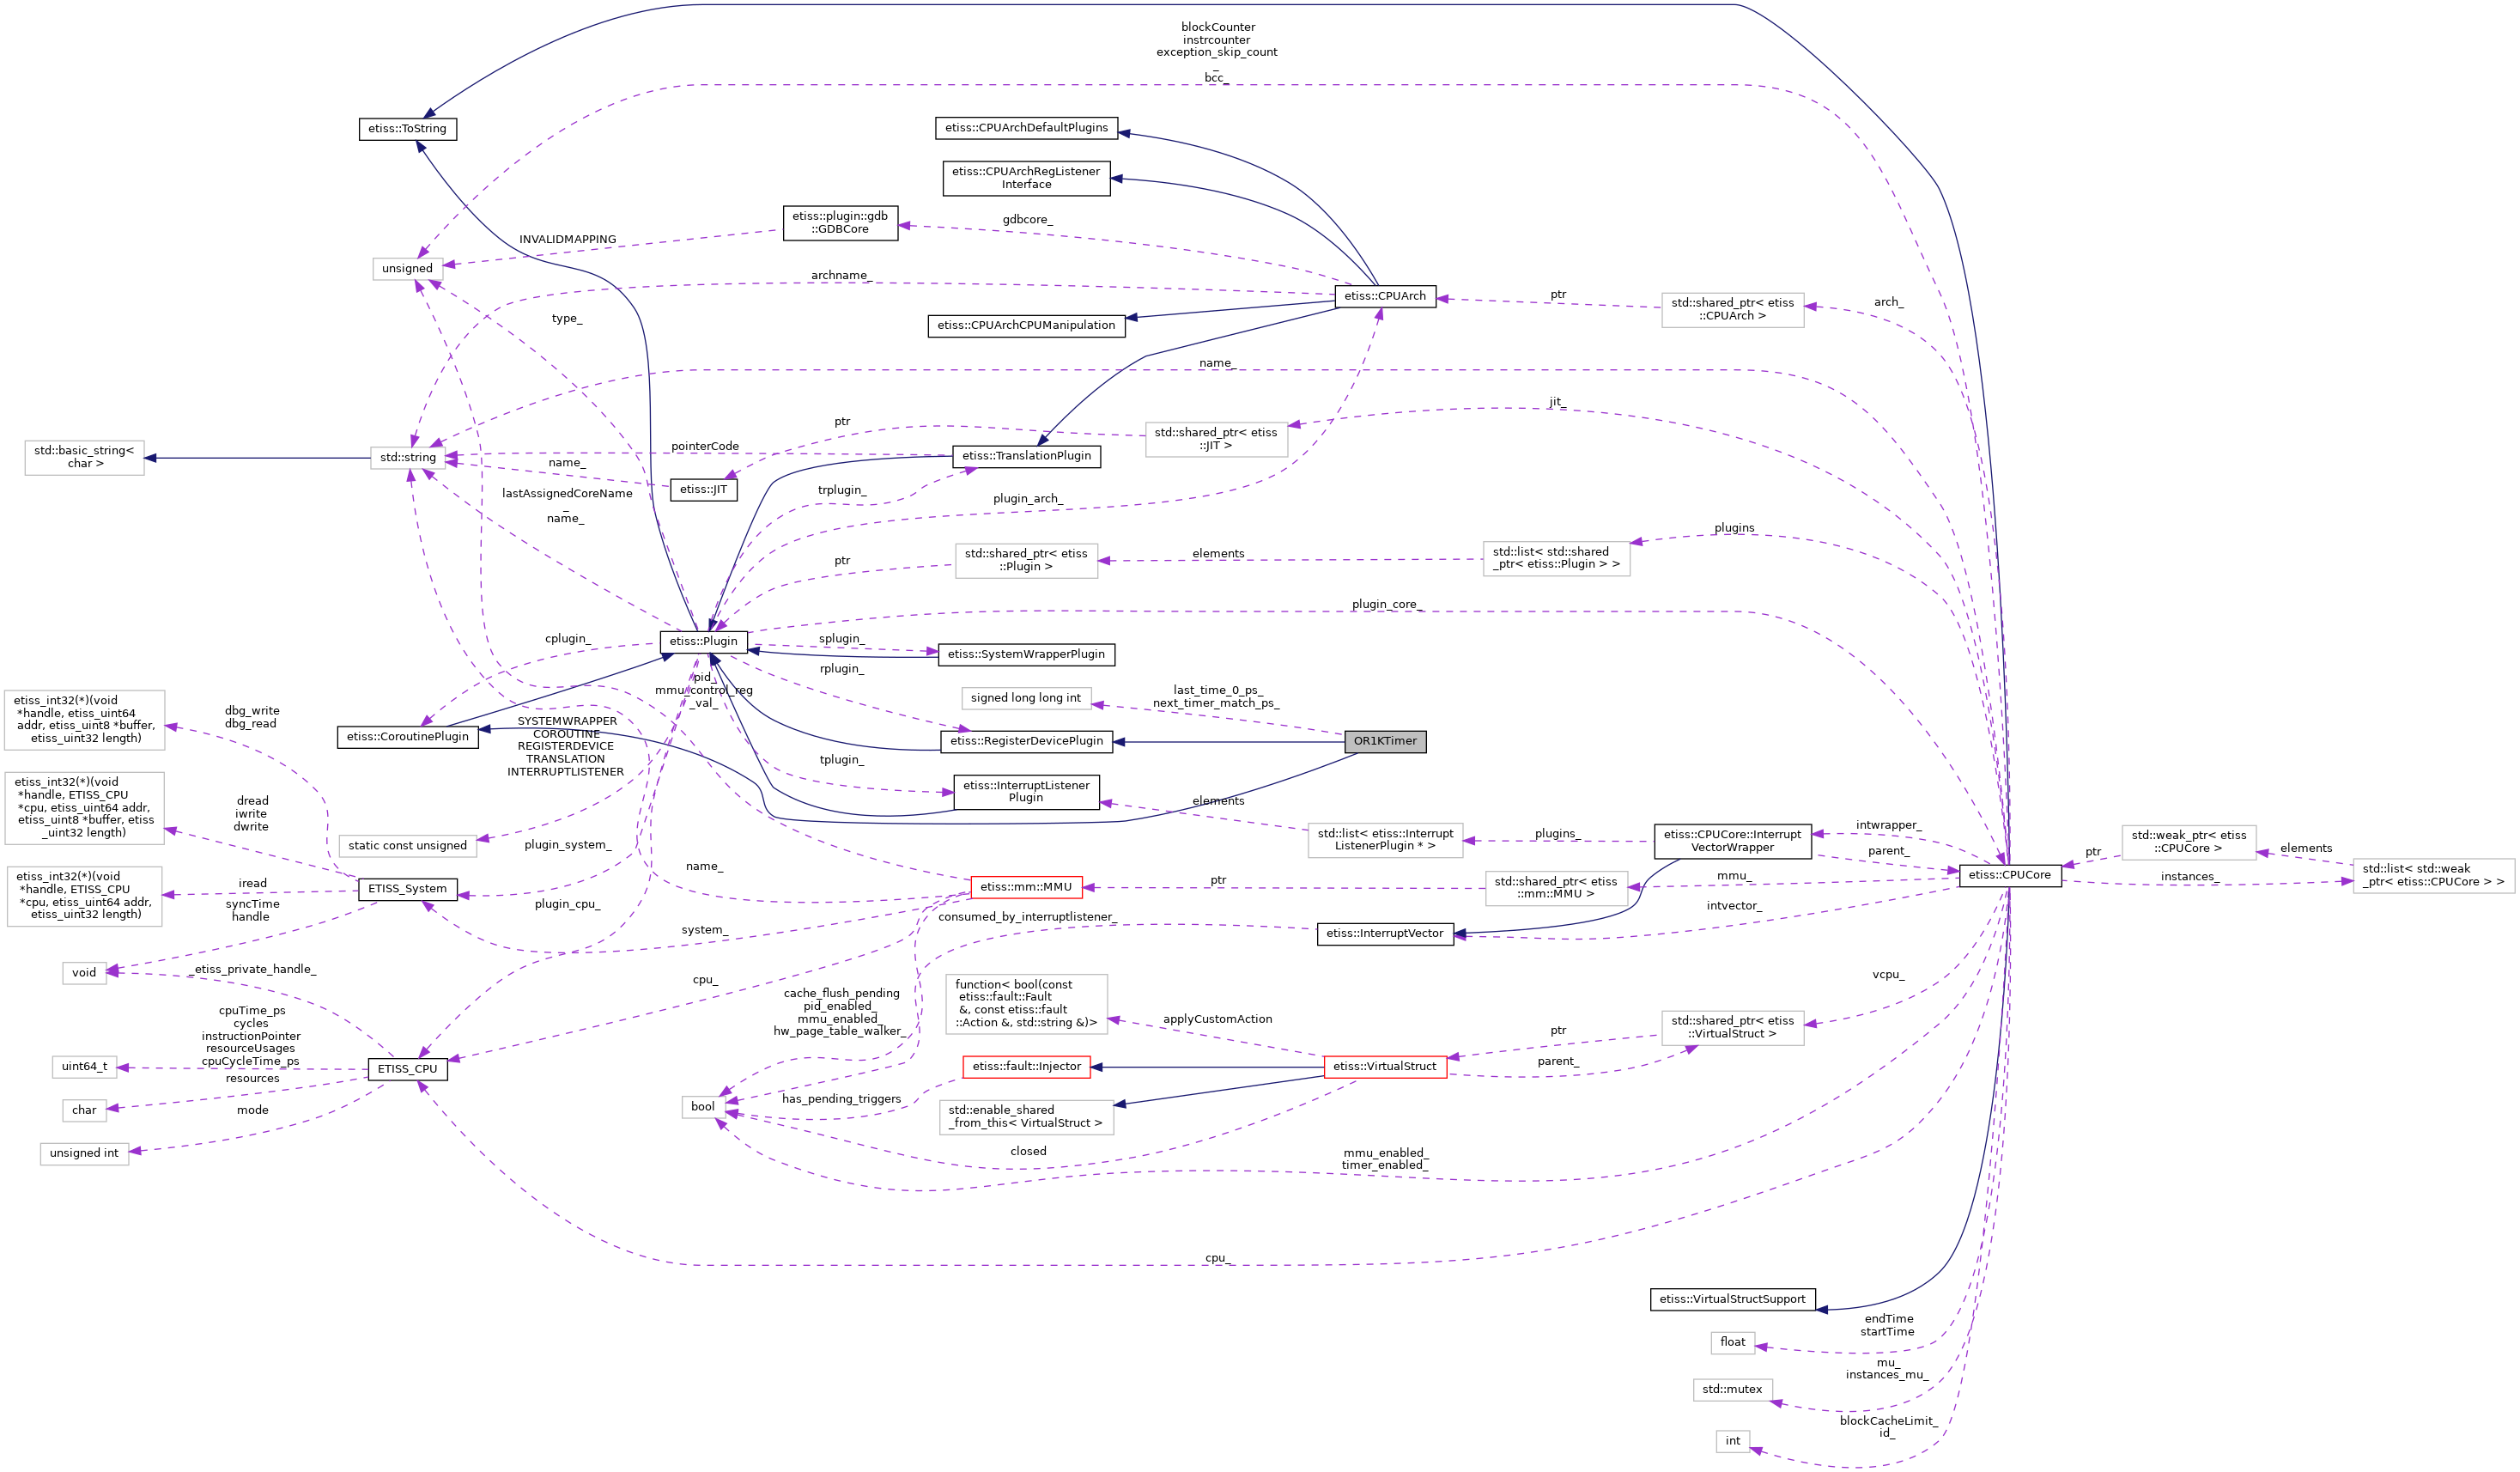 blockCounter
instrcounter
exception_skip_count
_
bcc_
etiss::ToString
etiss::CPUArchDefaultPlugins
etiss::CPUArchRegListener
Interface
etiss::plugin::gdb
::GDBCore
gdbcore_
INVALIDMAPPING
unsigned
archname_
etiss::CPUArch
ptr
std::shared_ptr< etiss
::CPUArch >
arch_
type_
etiss::CPUArchCPUManipulation
name_
jit_
ptr
std::shared_ptr< etiss
::JIT >
std::basic_string<
char >
std::string
pointerCode
name_
etiss::TranslationPlugin
etiss::JIT
lastAssignedCoreName
_
name_
trplugin_
plugin_arch_
plugins
ptr
std::shared_ptr< etiss
::Plugin >
elements
std::list< std::shared
_ptr< etiss::Plugin > >
plugin_core_
cplugin_
etiss::Plugin
splugin_
etiss::SystemWrapperPlugin
rplugin_
pid_
mmu_control_reg
_val_
signed long long int
last_time_0_ps_
next_timer_match_ps_
etiss_int32(*)(void
*handle, etiss_uint64
addr, etiss_uint8 *buffer,
etiss_uint32 length)
dbg_write
dbg_read
etiss::CoroutinePlugin
SYSTEMWRAPPER
COROUTINE
REGISTERDEVICE
TRANSLATION
INTERRUPTLISTENER
etiss::RegisterDevicePlugin
OR1KTimer
tplugin_
etiss::InterruptListener
Plugin
elements
etiss_int32(*)(void
*handle, ETISS_CPU
*cpu, etiss_uint64 addr,
etiss_uint8 *buffer, etiss
_uint32 length)
dread
iwrite
dwrite
static const unsigned
plugin_system_
std::list< etiss::Interrupt
ListenerPlugin * >
plugins_
etiss::CPUCore::Interrupt
VectorWrapper
intwrapper_
parent_
etiss::CPUCore
ptr
std::weak_ptr< etiss
::CPUCore >
elements
std::list< std::weak
_ptr< etiss::CPUCore > >
instances_
etiss_int32(*)(void
*handle, ETISS_CPU
*cpu, etiss_uint64 addr,
etiss_uint32 length)
iread
syncTime
handle
ETISS_System
name_
etiss::mm::MMU
ptr
std::shared_ptr< etiss
::mm::MMU >
mmu_
plugin_cpu_
consumed_by_interruptlistener_
intvector_
etiss::InterruptVector
system_
void
_etiss_private_handle_
cpu_
function< bool(const
etiss::fault::Fault
&, const etiss::fault
::Action &, std::string &)>
vcpu_
cache_flush_pending
pid_enabled_
mmu_enabled_
hw_page_table_walker_
applyCustomAction
std::shared_ptr< etiss
::VirtualStruct >
ptr
parent_
cpuTime_ps
cycles
instructionPointer
resourceUsages
cpuCycleTime_ps
uint64_t
ETISS_CPU
resources
etiss::fault::Injector
etiss::VirtualStruct
char
mode
bool
has_pending_triggers
std::enable_shared
_from_this< VirtualStruct >
unsigned int
closed
mmu_enabled_
timer_enabled_
cpu_
etiss::VirtualStructSupport
endTime
startTime
float
mu_
instances_mu_
std::mutex
blockCacheLimit_
id_
int